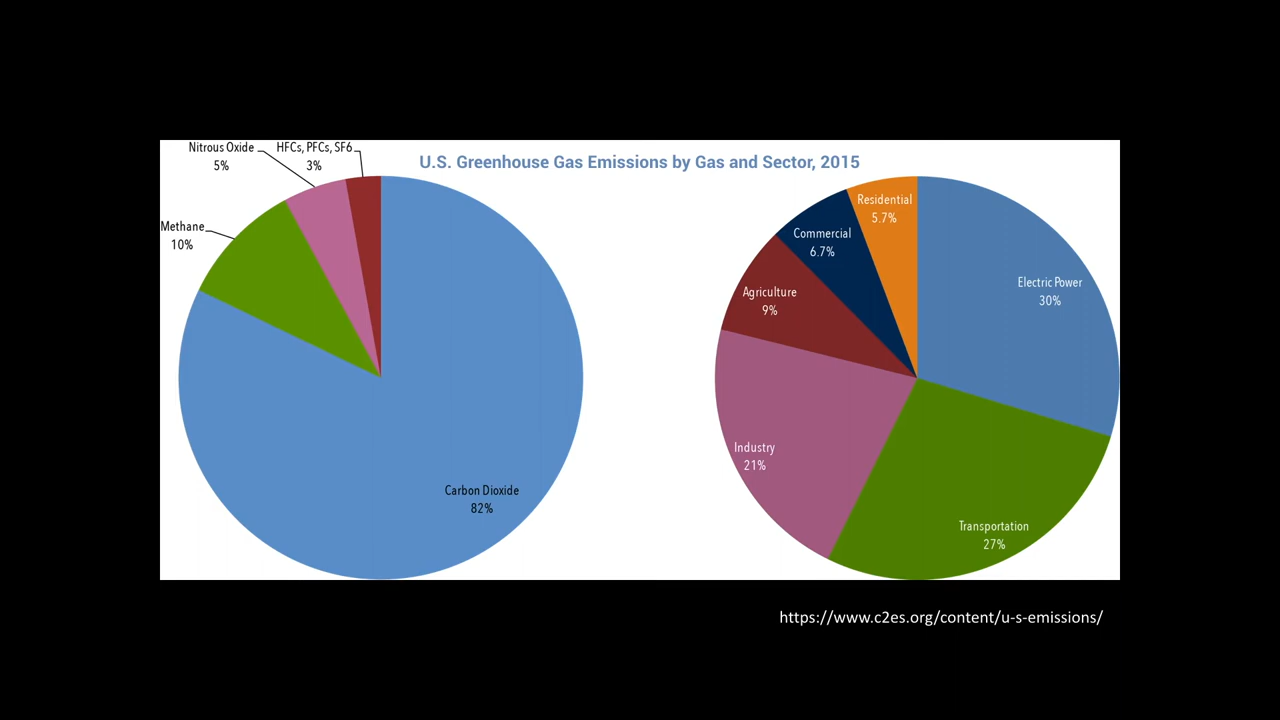 U.S. Greenhouse Gas Emissions by Gas and Sector, 2015
Nitrous Oxide
5%
HFCs, PFCs, SF6
3%
Methane
10%
Carbon Dioxide
82%
Residential
5.7%
Commercial
6.7%
Agriculture
9%
Electric Power
30%
Industry
21%
Transportation
27%
https://www.c2es.org/content/u-s-emissions/